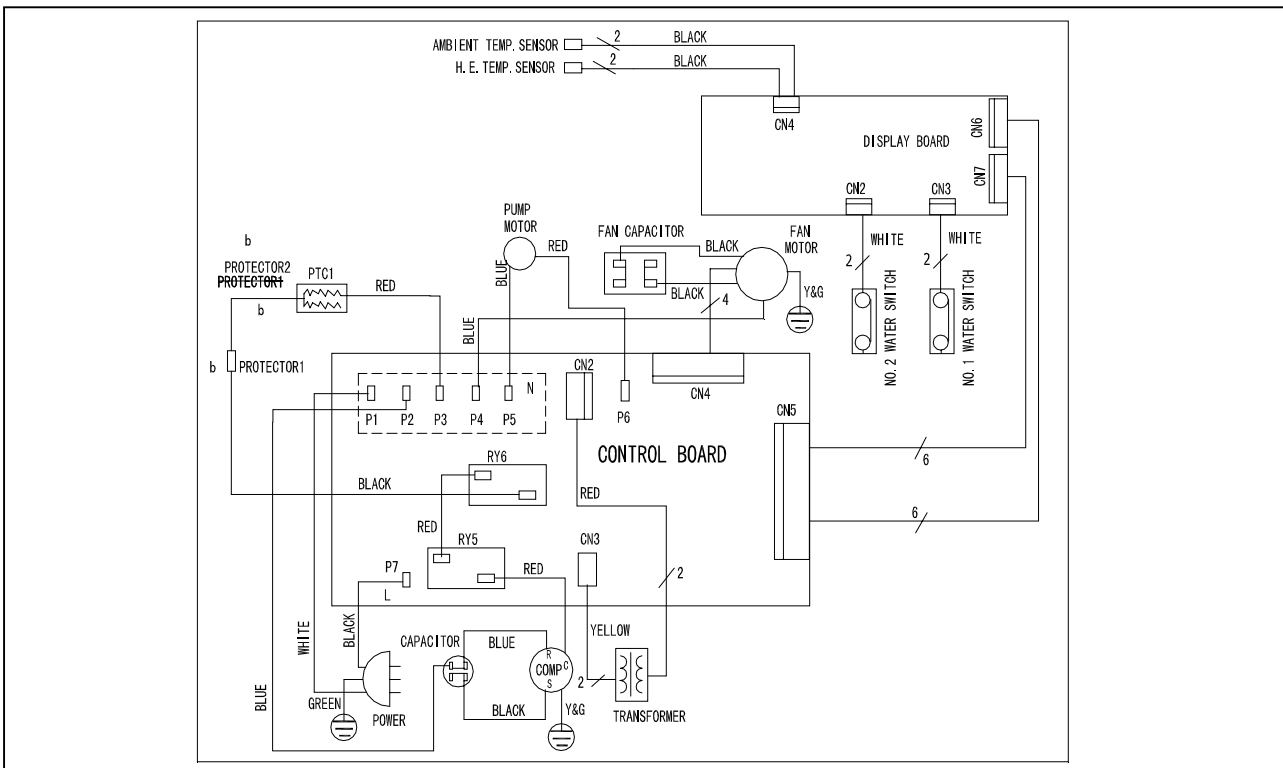 AMBIENT TEMP. SENSOR
2
BLACK
H. E. TEMP. SENSOR
2
BLACK
CN4
DISPLAY BOARD
CN6
CN7
CN2
CN3
WHITE
WHITE
2
2
NO. 2 WATER SWITCH
NO. 1 WATER SWITCH
PUMP
MOTOR
RED
BLUE
FAN CAPACITOR
BLACK
BLACK
FAN
MOTOR
4
Y&G
b
PROTECTOR2
PROTECTOR1
PTC1
b
RED
b
PROTECTOR1
BLUE
P1
P2
P3
P4
P5
N
CN2
P6
CN4
CN5
CONTROL BOARD
6
6
RY6
BLACK
RED
RED
RY5
RED
CN3
2
P7
L
WHITE
BLACK
BLUE
CAPACITOR
BLUE
BLACK
R
COMP
C
S
Y&G
YELLOW
2
TRANSFORMER
GREEN
POWER